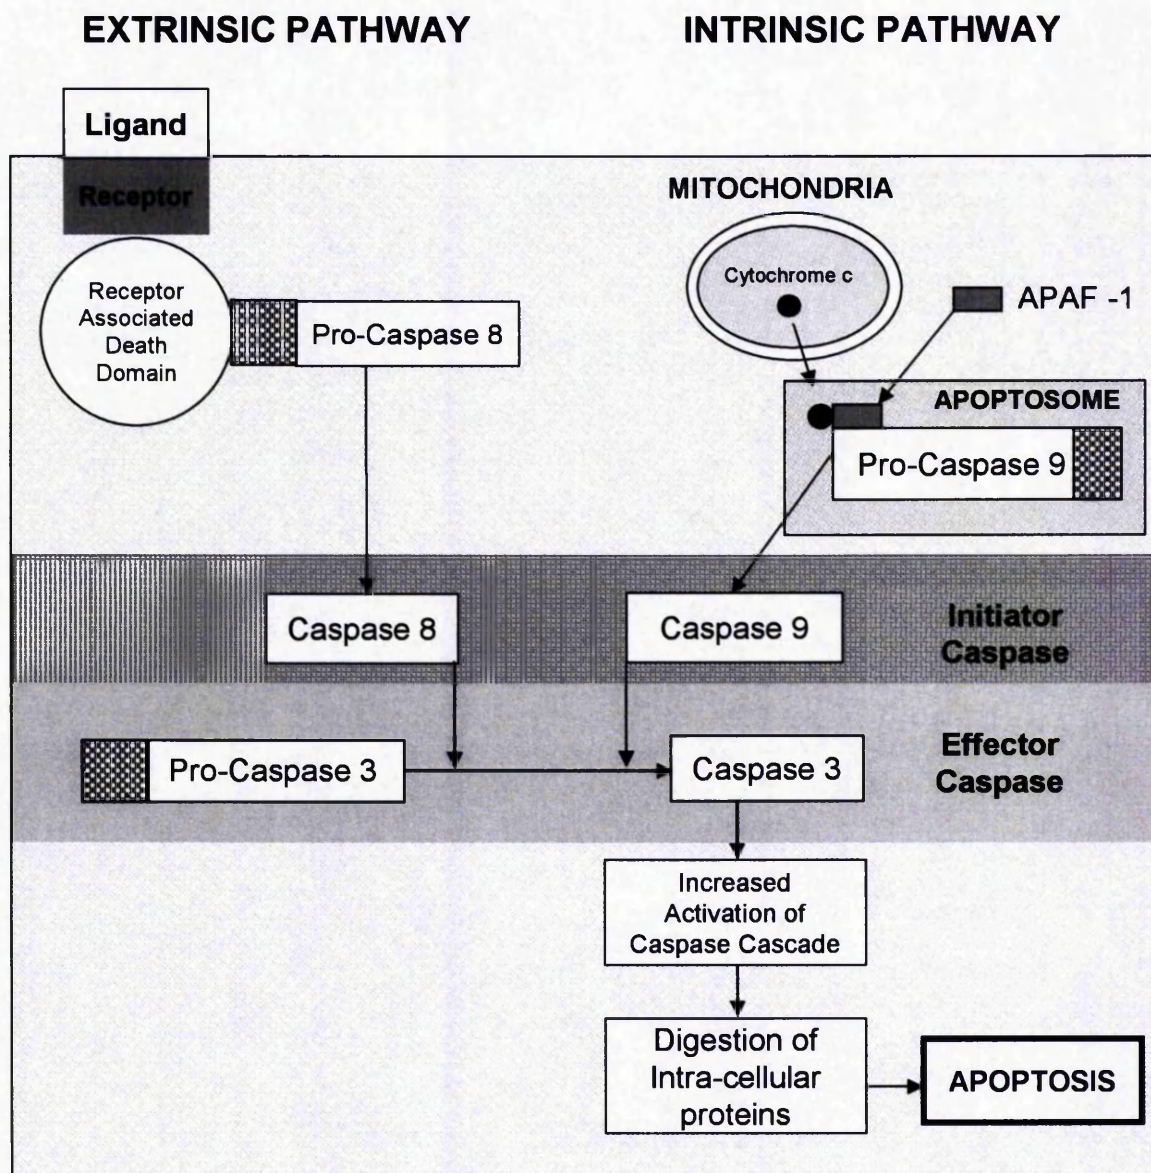 EXTRINSIC PATHWAY
INTRINSIC PATHWAY
Ligand
Receptor
Receptor
Associated
Death
Domain
Pro-Caspase 8
MITOCHONDRIA
Cytochrome c
APAF -1
APOPTOSOME
Pro-Caspase 9
Caspase 8
Caspase 9
Initiator
Caspase
Pro-Caspase 3
Caspase 3
Effector
Caspase
Increased
Activation of
Caspase Cascade
Digestion of
Intra-cellular
proteins
APOPTOSIS